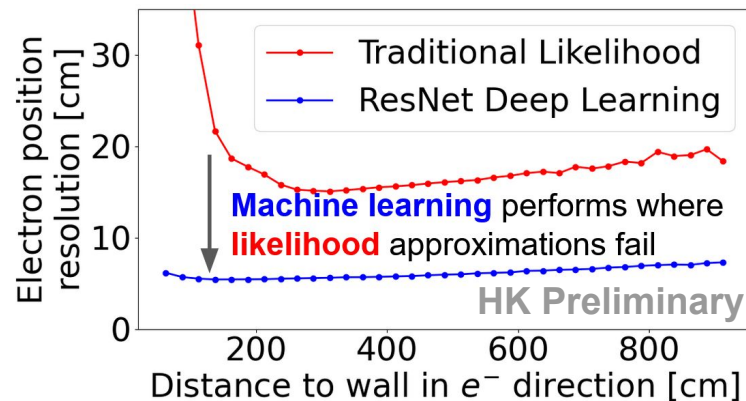 Electron position
resolution [cm]
30
20
10
0
Traditional Likelihood
ResNet Deep Learning
Machine learning performs where
likelihood approximations fail
HK Preliminary
200
400
600
800
Distance to wall in e⁻ direction [cm]